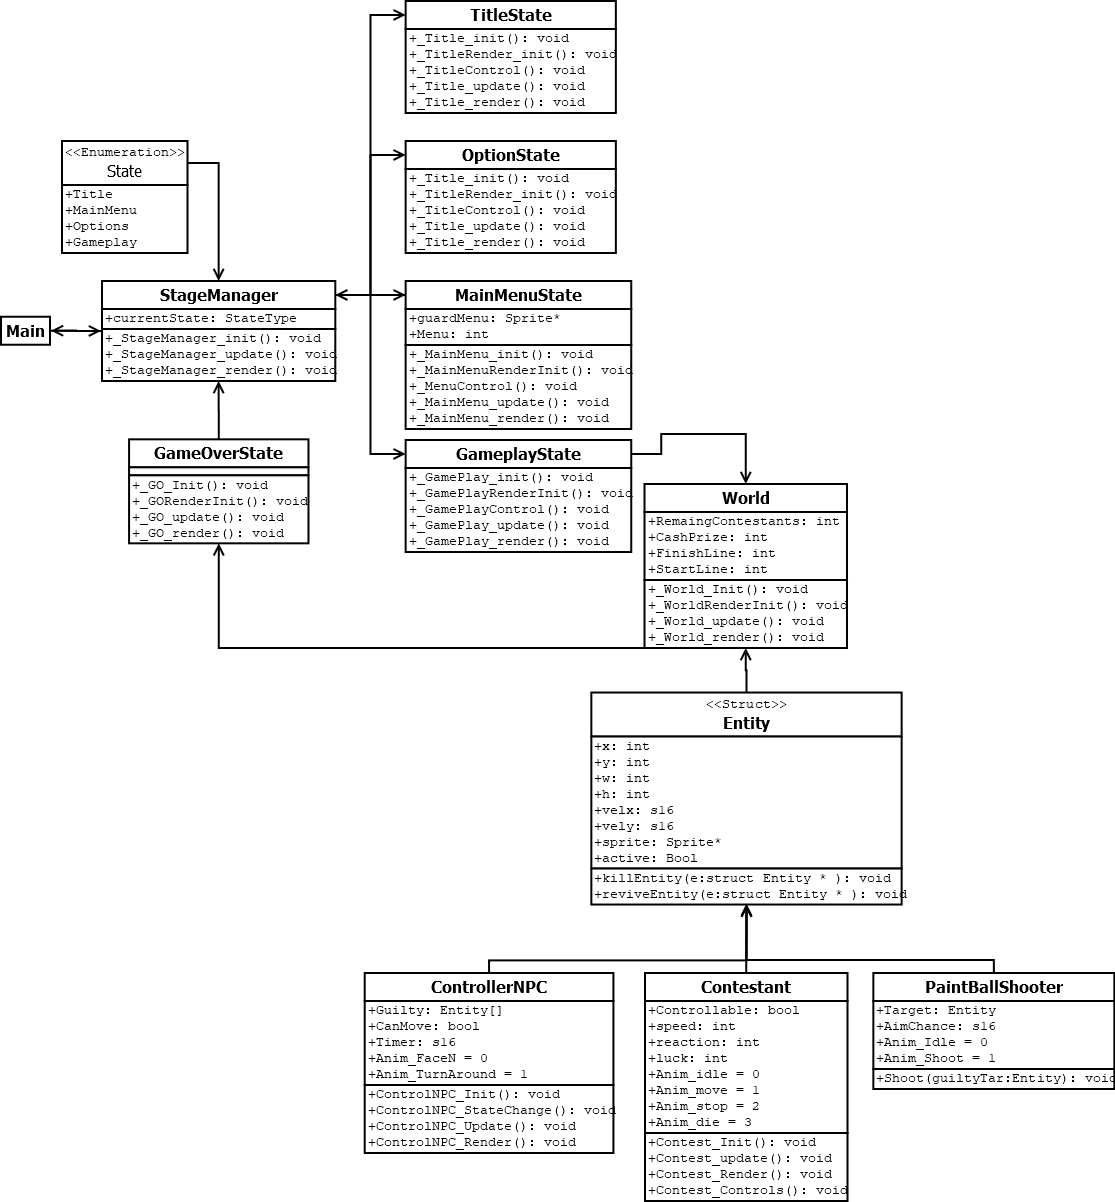 TitleState
+_Title_init(): void
+_TitleRender_init(): void
+_TitleControl(): void
+_Title_update(): void
+_Title_render(): void
<<Enumeration>>
State
+Title
+MainMenu
+Options
+Gameplay
OptionState
+_Title_init(): void
+_TitleRender_init(): void
+_TitleControl(): void
+_Title_update(): void
+_Title_render(): void
Main
StageManager
+currentState: StateType
+_StageManager_init(): void
+_StageManager_update(): void
+_StageManager_render(): void
MainMenuState
+guardMenu: Sprite*
+Menu: int
+_MainMenu_init(): void
+_MainMenuRenderInit(): void
+_MenuControl(): void
+_MainMenu_update(): void
+_MainMenu_render(): void
GameOverState
+_GO_Init(): void
+_GORenderInit(): void
+_GO_update(): void
+_GO_render(): void
GameplayState
+_GamePlay_init(): void
+_GamePlayRenderInit(): void
+_GamePlayControl(): void
+_GamePlay_update(): void
+_GamePlay_render(): void
World
+RemaingContestants: int
+CashPrize: int
+FinishLine: int
+StartLine: int
+_World_Init(): void
+_WorldRenderInit(): void
+_World_update(): void
+_World_render(): void
<<Struct>>
Entity
+x: int
+y: int
+w: int
+h: int
+velx: s16
+vely: s16
+sprite: Sprite*
+active: Bool
+killEntity(e:struct Entity * ): void
+reviveEntity(e:struct Entity * ): void
ControllerNPC
+Guilty: Entity[]
+CanMove: bool
+Timer: s16
+Anim_FaceN = 0
+Anim_TurnAround = 1
+ControlNPC_Init(): void
+ControlNPC_StateChange(): void
+ControlNPC_Update(): void
+ControlNPC_Render(): void
Contestant
+Controllable: bool
+speed: int
+reaction: int
+luck: int
+Anim_idle = 0
+Anim_move = 1
+Anim_stop = 2
+Anim_die = 3
+Contest_Init(): void
+Contest_update(): void
+Contest_Render(): void
+Contest_Controls(): void
PaintBallShooter
+Target: Entity
+AimChance: s16
+Anim_Idle = 0
+Anim_Shoot = 1
+Shoot(guiltyTar:Entity): void